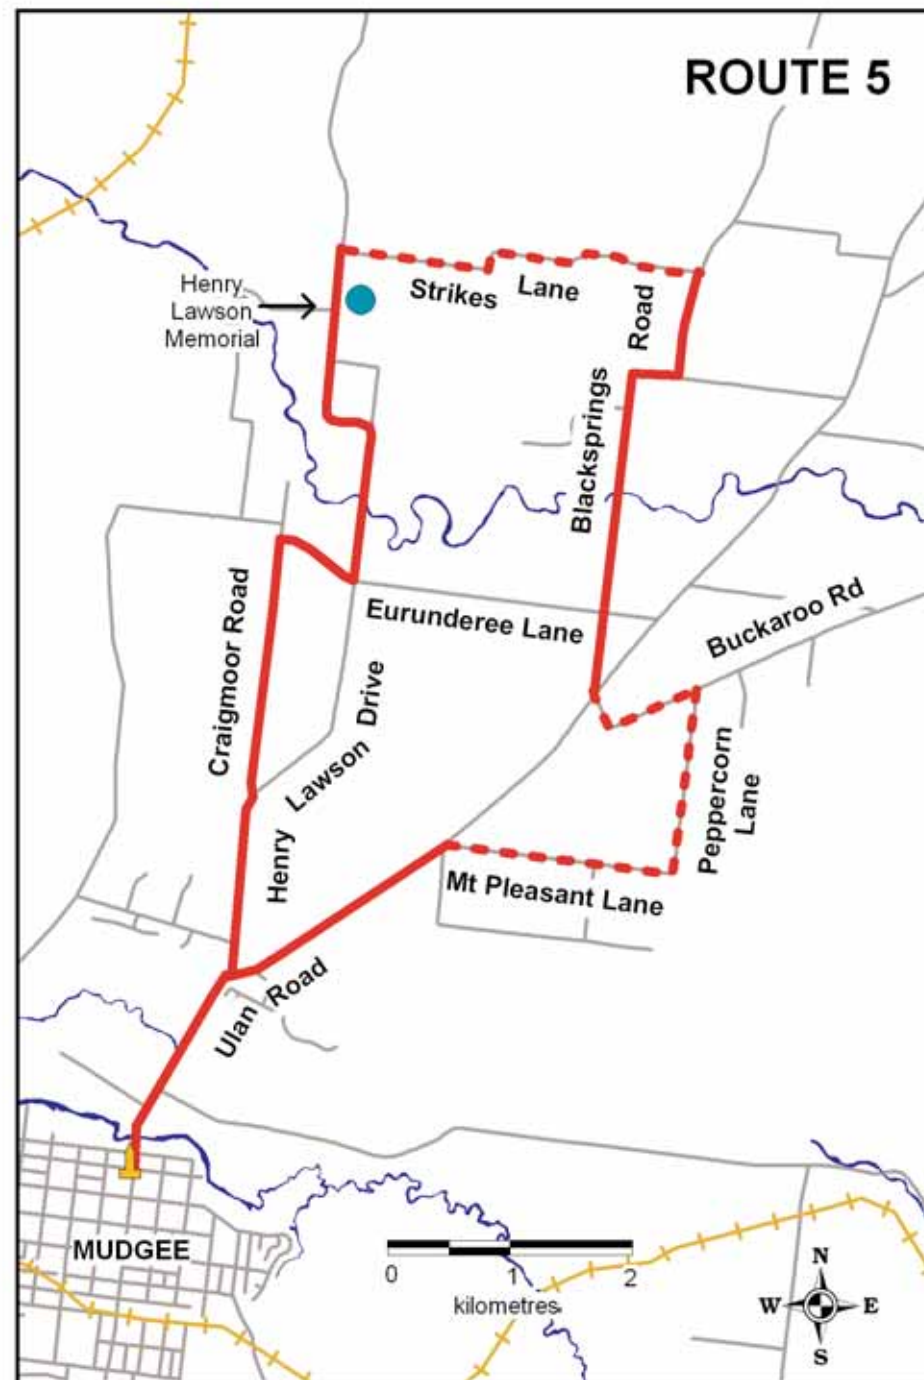 ROUTE 5
Henry
Lawson
Memorial
Strikes Lane
Blacksprings Road
Eurunderee Lane
Buckaroo Rd
Craigmoor Road
Henry Lawson Drive
Peppercorn
Lane
Mt Pleasant Lane
Ulan Road
MUDGEE
0 1 2
kilometres
N
W E
S